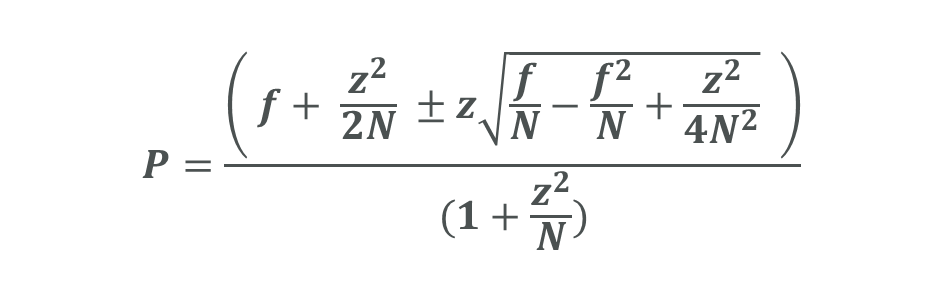 P = ( f + z²/2N ± z√(f/N − f²/N + z²/4N²) ) / (1 + z²/N)